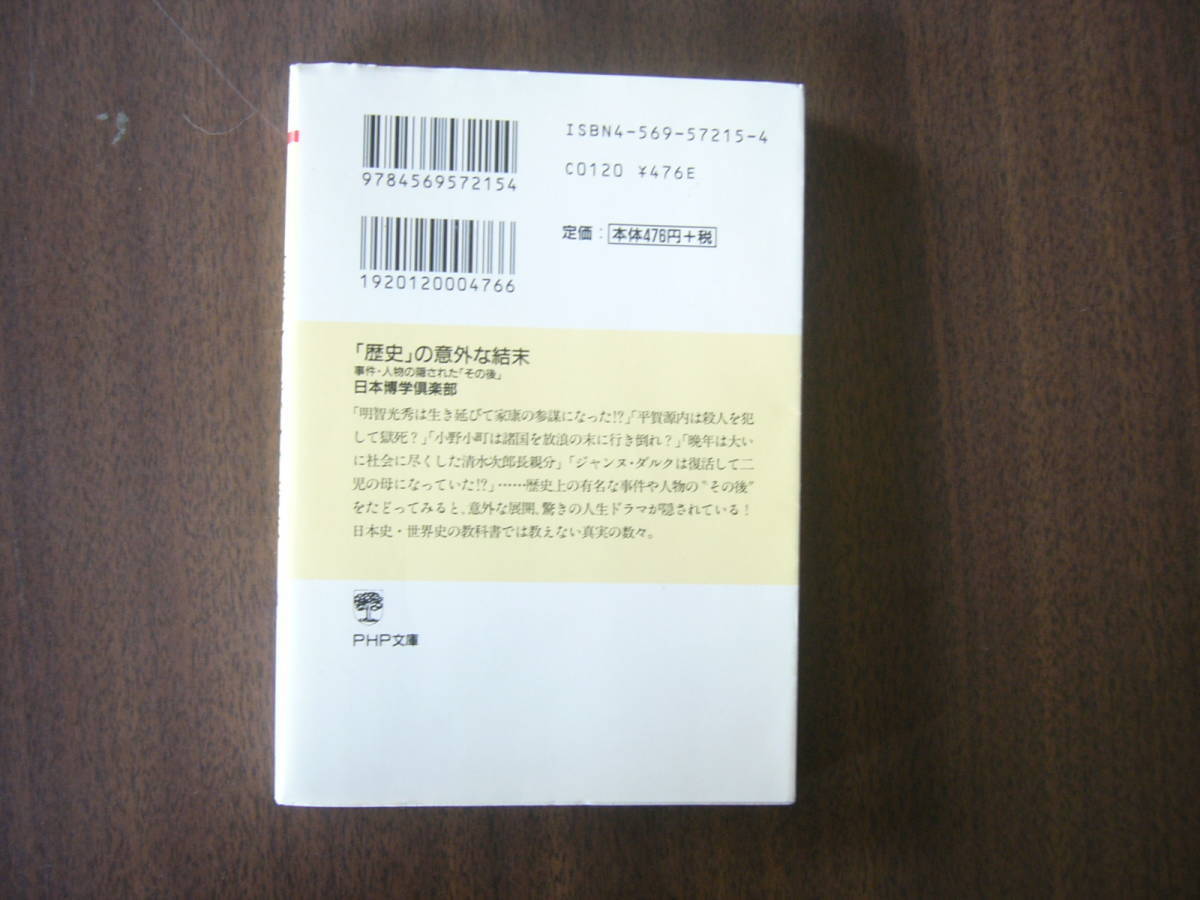 ISBN4-569-57215-4
9784569572154
C0120 ¥476E
定価：本体476円+税
1920120004766
「歴史」の意外な結末
事件・人物の隠された「その後」
日本博学倶楽部
「明智光秀は生き延びて家康の参謀になった!?」「平賀源内は殺人を犯
して獄死？」「小野小町は諸国を放浪の末に行き倒れ？」「晩年は大い
に社会に尽くした清水次郎長親分」「ジャンヌ・ダルクは復活して二
児の母になっていた!?」……歴史上の有名な事件や人物の〝その後〟
をたどってみると、意外な展開、驚きの人生ドラマが隠されている！
日本史・世界史の教科書では教えない真実の数々。
PHP文庫